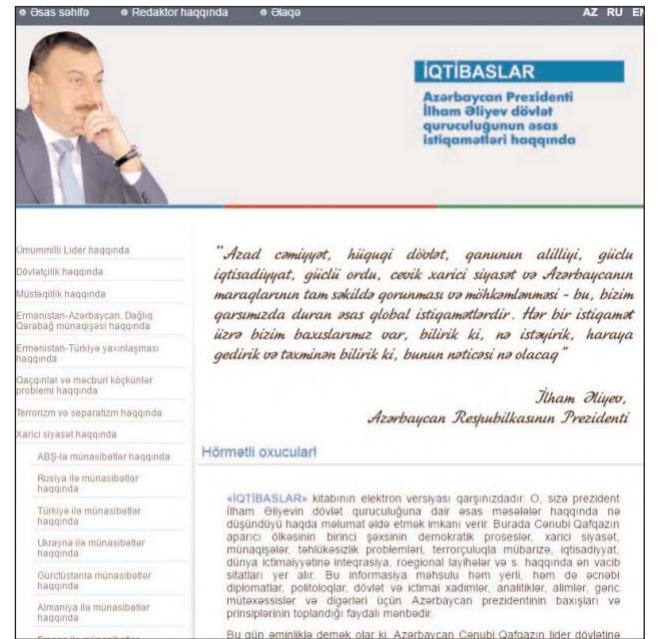 Əsas səhifə
Redaktor haqqında
Əlaqə
AZ RU EN
İQTİBASLAR
Azərbaycan Prezidenti
İlham Əliyev dövlət
quruculuğunun əsas
istiqamətləri haqqında
Ümummilli Lider haqqında
Dövlətçilik haqqında
Müstəqillik haqqında
Ermənistan-Azərbaycan, Dağlıq
Qarabağ münaqişəsi haqqında
Ermənistan-Türkiyə yaxınlaşması
haqqında
Qaçqınlar və məcburi köçkünlər
problemi haqqında
Terrorizm və separatizm haqqında
Xarici siyasət haqqında
ABŞ-la münasibətlər haqqında
Rusiya ilə münasibətlər
haqqında
Türkiyə ilə münasibətlər
haqqında
Ukrayna ilə münasibətlər
haqqında
Gürcüstanla münasibətlər
haqqında
Almaniya ilə münasibətlər
haqqında
"Azad cəmiyyət, hüquqi dövlət, qanunun alilliyi, güclu
iqtisadiyyat, güclü ordu, cevik xarici siyasət və Azərbaycanın
maraqlarının tam səkildə qorunması və möhkəmlənməsi - bu, bizim
qarsımızda duran əsas qlobal istiqamətlərdir. Hər bir istiqamət
üzrə bizim baxıslarımız var, bilirik ki, nə istəyirik, haraya
gedirik və təxminən bilirik ki, bunun nəticəsi nə olacaq"
İlham Əliyev,
Azərbaycan Respubilkasının Prezidenti
Hörmətli oxucular!
«İQTİBASLAR» kitabının elektron versiyası qarşınızdadır. O, sizə prezident
İlham Əliyevin dövlət quruculuğuna dair əsas məsələlər haqqında nə
düşündüyü haqda məlumat əldə etmək imkanı verir. Burada Cənubi Qafqazın
aparıcı ölkəsinin birinci şəxsinin demokratik proseslər, xarici siyasət,
münaqişələr, təhlükəsizlik problemləri, terrorçuluqla mübarizə, iqtisadiyyat,
dünya ictimaiyyətinə inteqrasiya, roegional layihələr və s. haqqında ən vacib
sitatları yer alır. Bu informasiya məhsulu həm yerli, həm də əcnəbi
diplomatlar, politoloqlar, dövlət və ictimai xadimlər, analitiklər, alimlər, gənc
mütəxəssislər və digərləri üçün Azərbaycan prezidentinin baxışları və
prinsiplərinin toplandığı faydalı mənbədir.
Bu gün əminliklə demək olar ki, Azərbaycan Cənubi Qafqazın lider dövlətinə